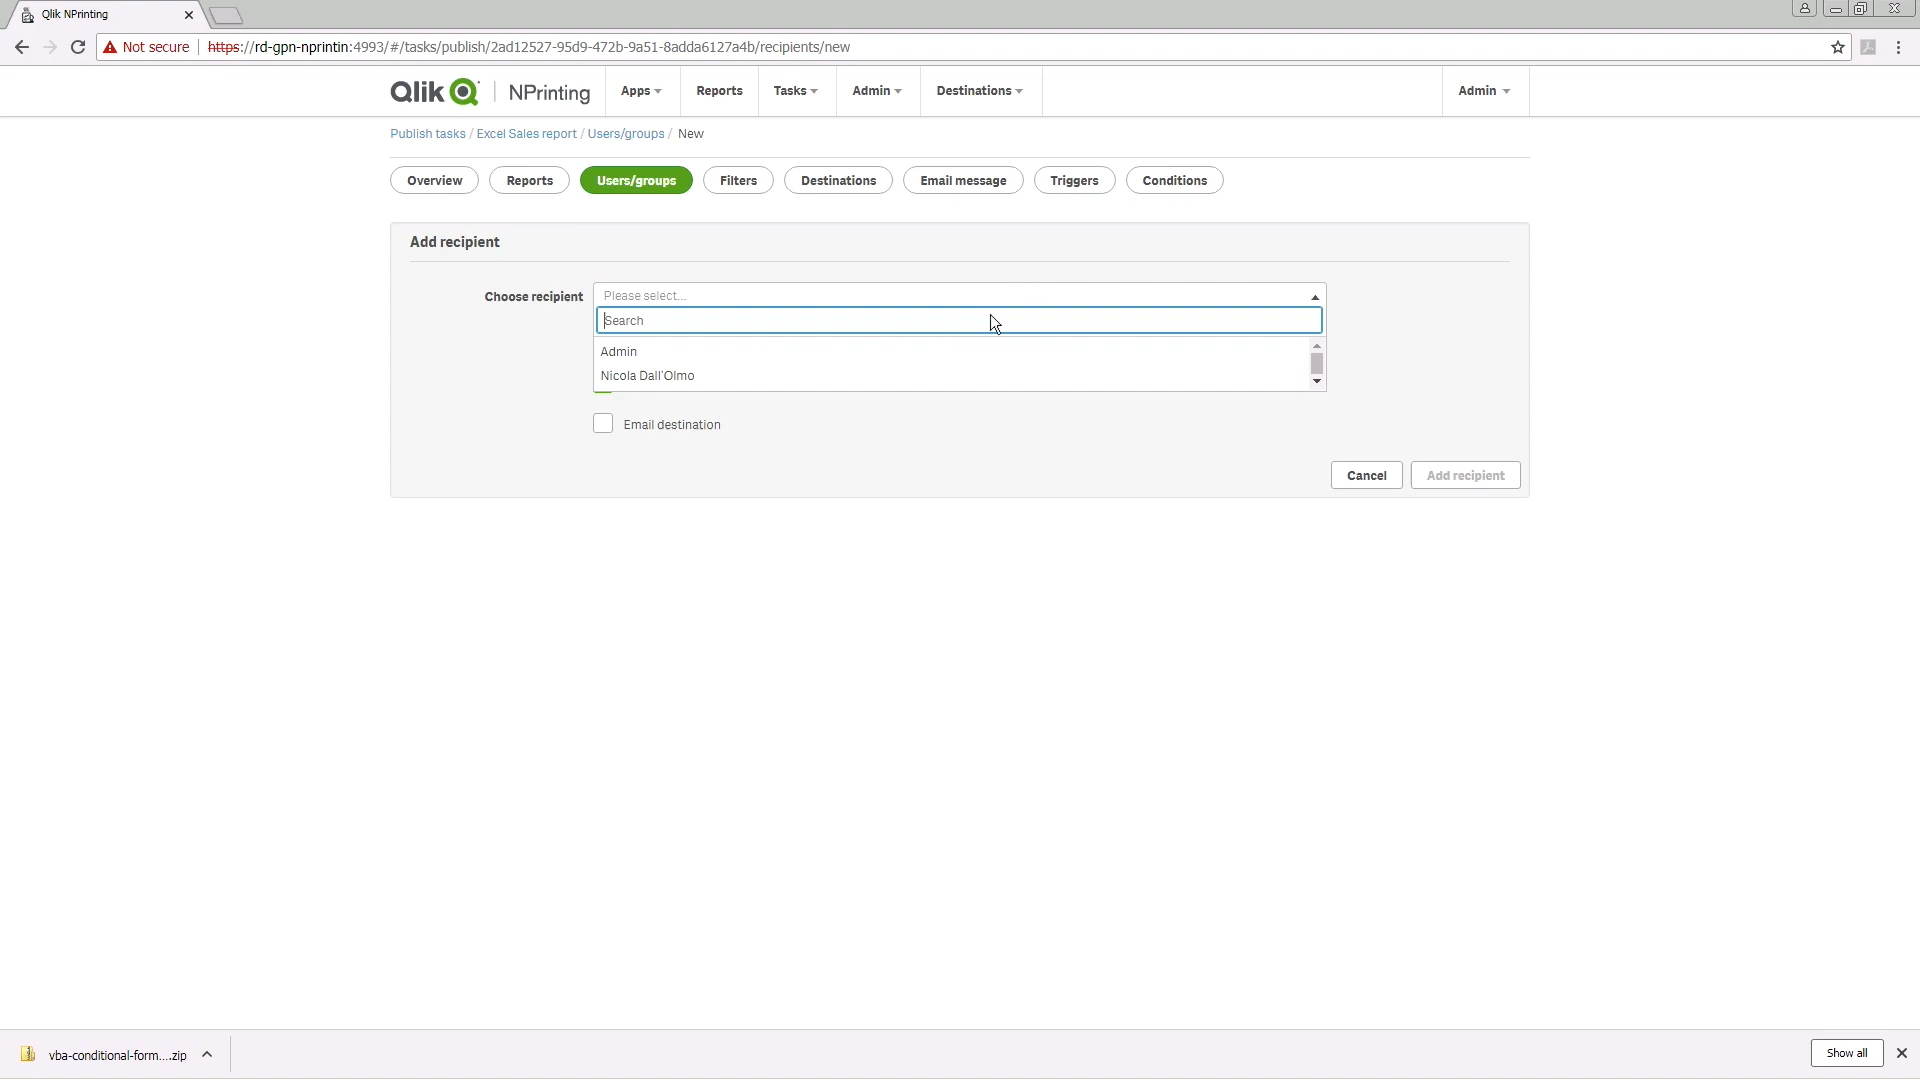 Qlik NPrinting
Not secure https://rd-gpn-nprintin:4993/#/tasks/publish/2ad12527-95d9-472b-9a51-8adda6127a4b/recipients/new
Qlik NPrinting Apps Reports Tasks Admin Destinations Admin
Publish tasks / Excel Sales report / Users/groups / New
Overview Reports Users/groups Filters Destinations Email message Triggers Conditions
Add recipient
Choose recipient Please select...
Search
Admin
Nicola Dall'Olmo
Email destination
Cancel Add recipient
vba-conditional-form....zip Show all